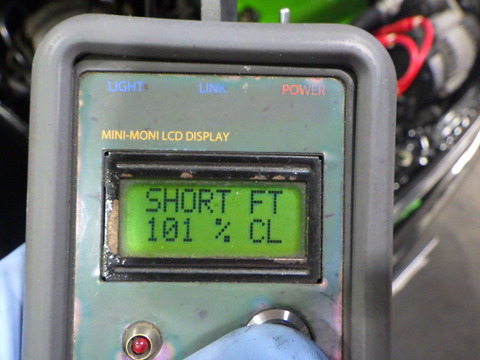 LIGHT LINK POWER
MINI-MONI LCD DISPLAY
SHORT FT
101 % CL